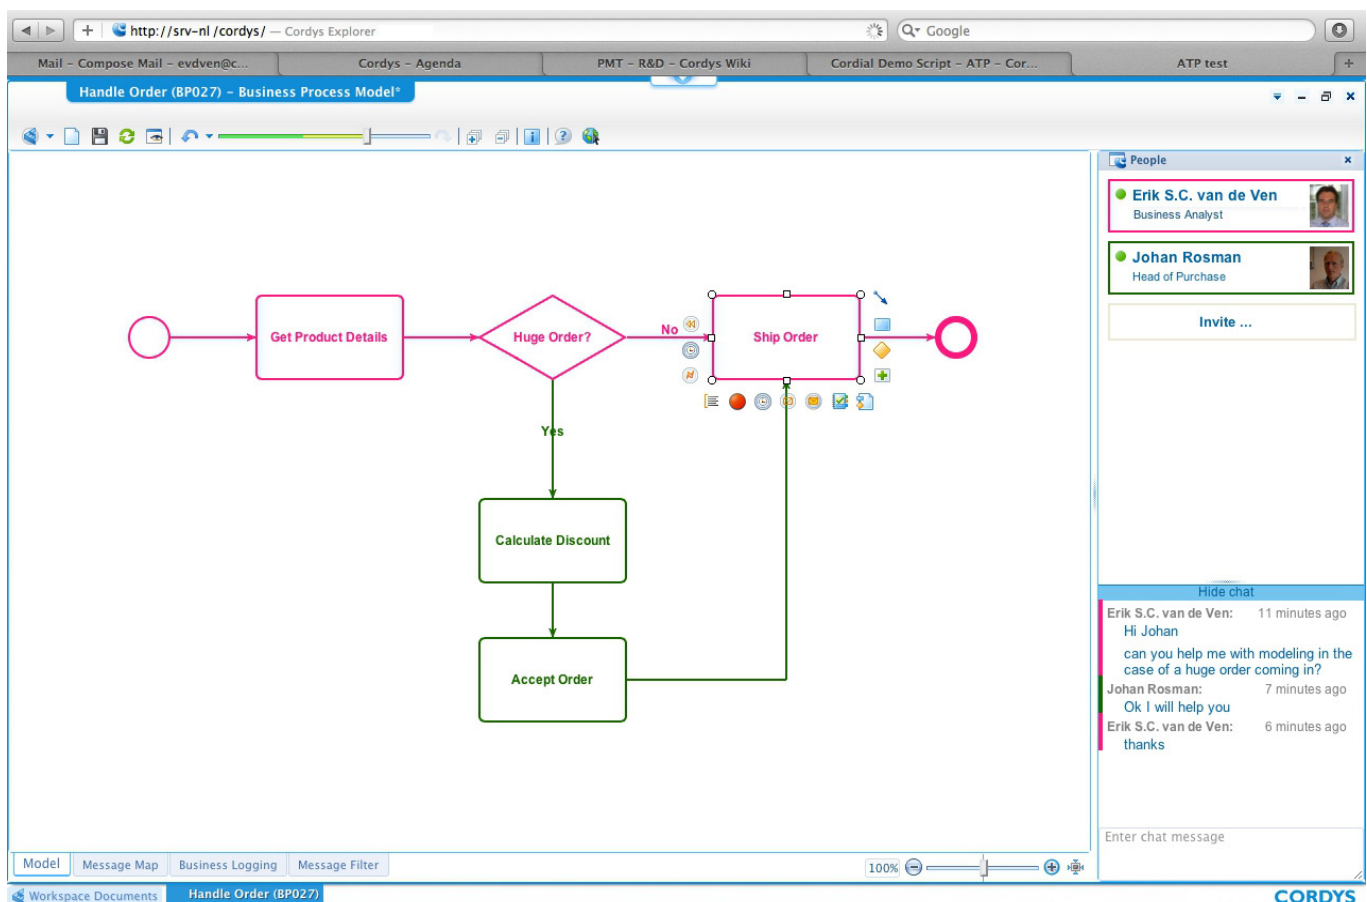 http://srv-nl/cordys/ — Cordys Explorer
Google
Mail – Compose Mail – evdven@c...
Cordys – Agenda
PMT – R&D – Cordys Wiki
Cordial Demo Script – ATP – Cor...
ATP test
Handle Order (BP027) – Business Process Model*
People
Erik S.C. van de Ven
Business Analyst
Johan Rosman
Head of Purchase
Invite ...
Get Product Details
Huge Order?
No
Ship Order
Yes
Calculate Discount
Accept Order
Hide chat
Erik S.C. van de Ven: 11 minutes ago
Hi Johan
can you help me with modeling in the
case of a huge order coming in?
Johan Rosman: 7 minutes ago
Ok I will help you
Erik S.C. van de Ven: 6 minutes ago
thanks
Enter chat message
Model
Message Map
Business Logging
Message Filter
100%
Workspace Documents
Handle Order (BP027)
CORDYS